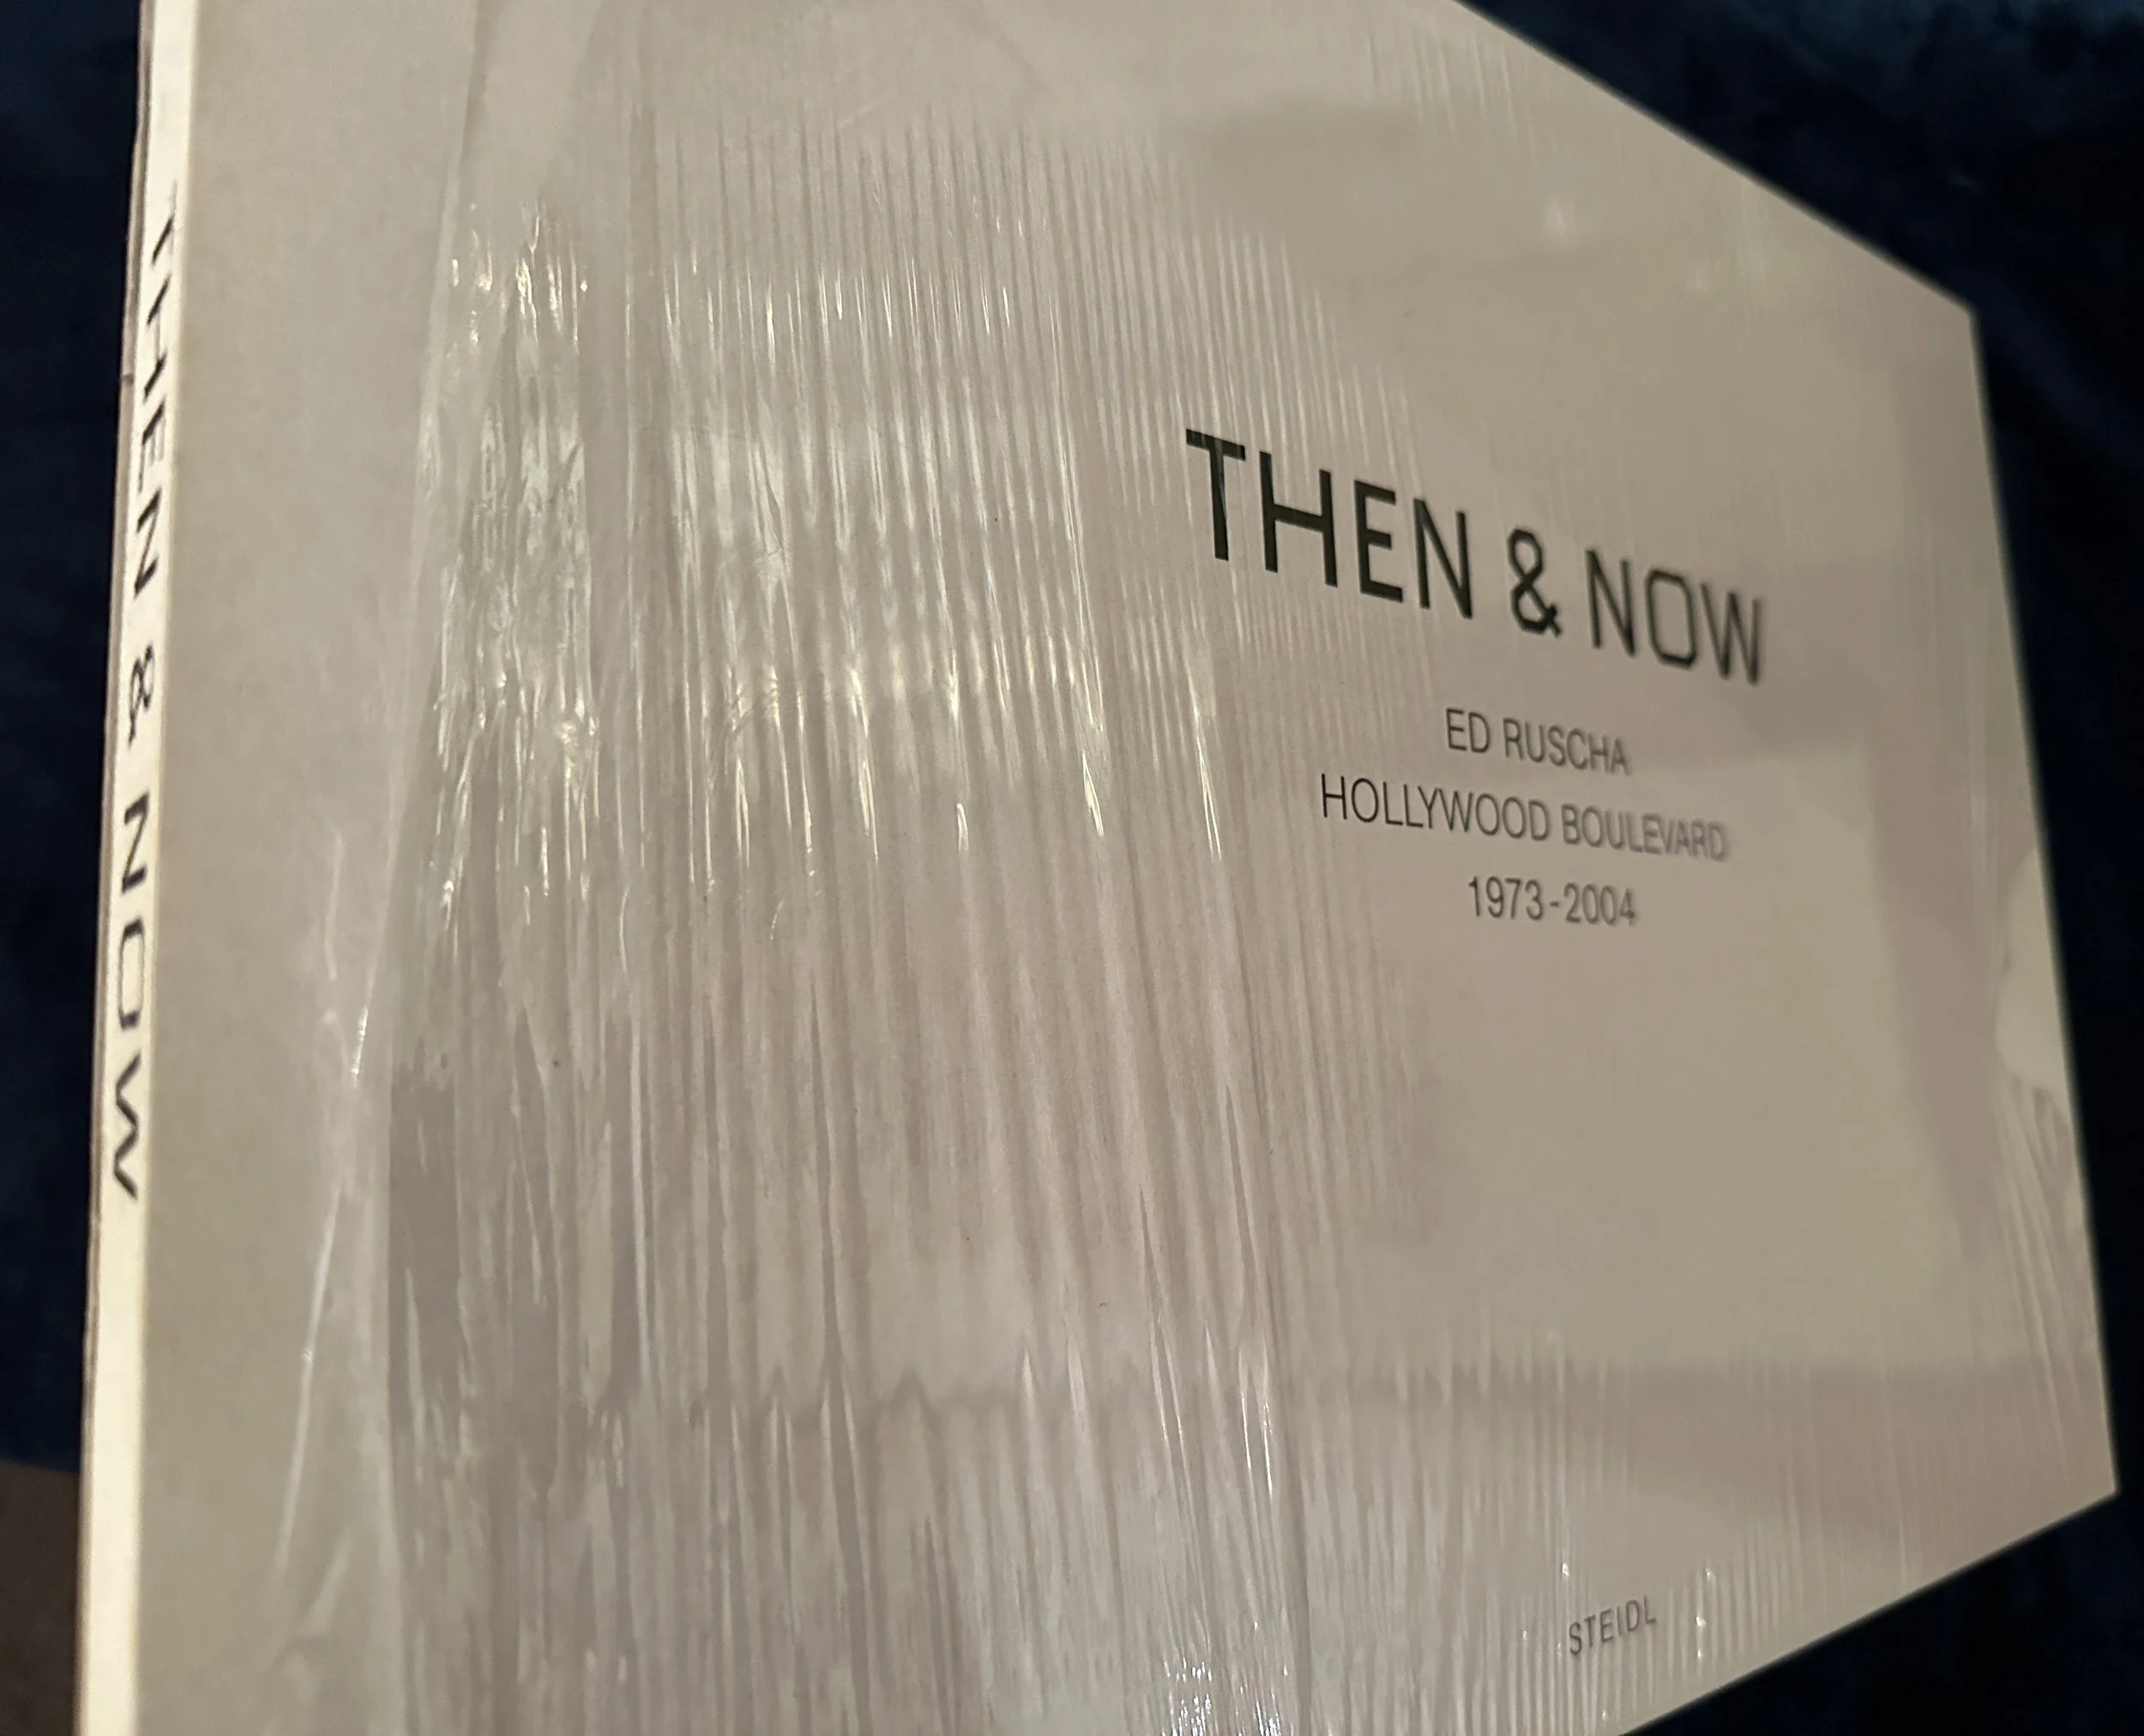 THEN & NOW
THEN & NOW
ED RUSCHA
HOLLYWOOD BOULEVARD
1973-2004
STEIDL